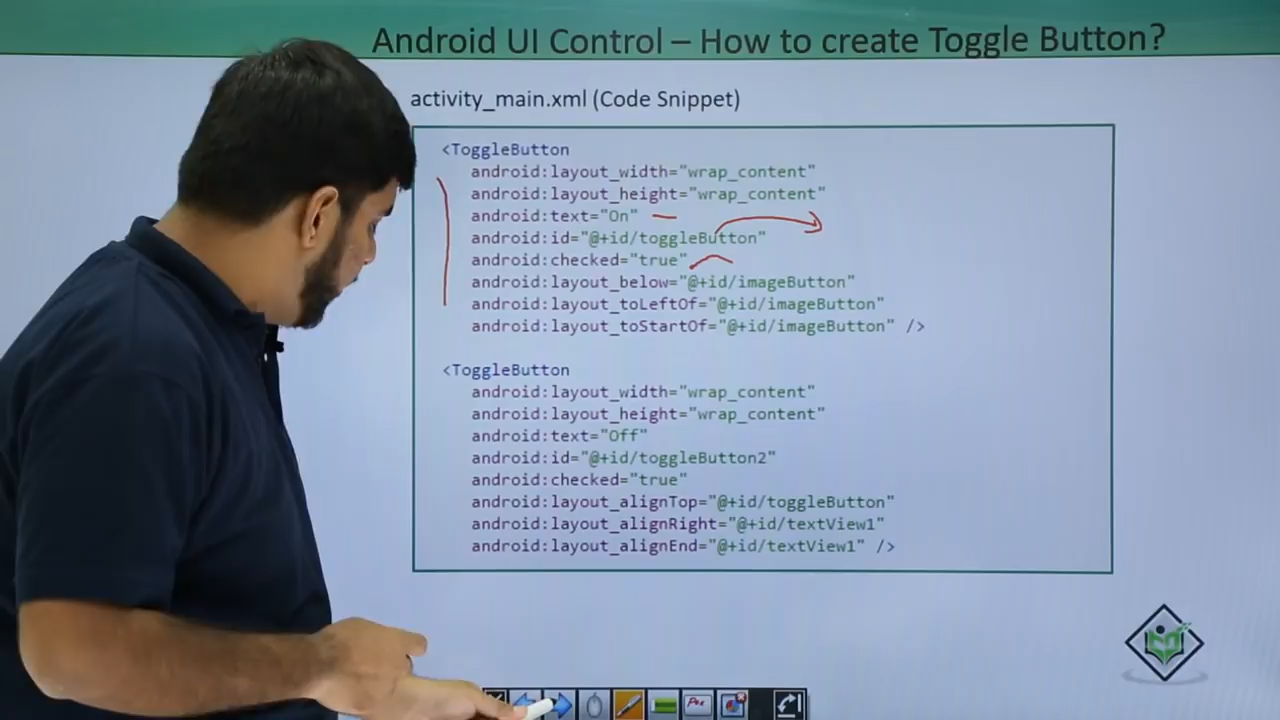 Android UI Control – How to create Toggle Button?
activity_main.xml (Code Snippet)
<ToggleButton
android:layout_width="wrap_content"
android:layout_height="wrap_content"
android:text="On"
android:id="@+id/toggleButton"
android:checked="true"
android:layout_below="@+id/imageButton"
android:layout_toLeftOf="@+id/imageButton"
android:layout_toStartOf="@+id/imageButton" />
<ToggleButton
android:layout_width="wrap_content"
android:layout_height="wrap_content"
android:text="Off"
android:id="@+id/toggleButton2"
android:checked="true"
android:layout_alignTop="@+id/toggleButton"
android:layout_alignRight="@+id/textView1"
android:layout_alignEnd="@+id/textView1" />
Pen